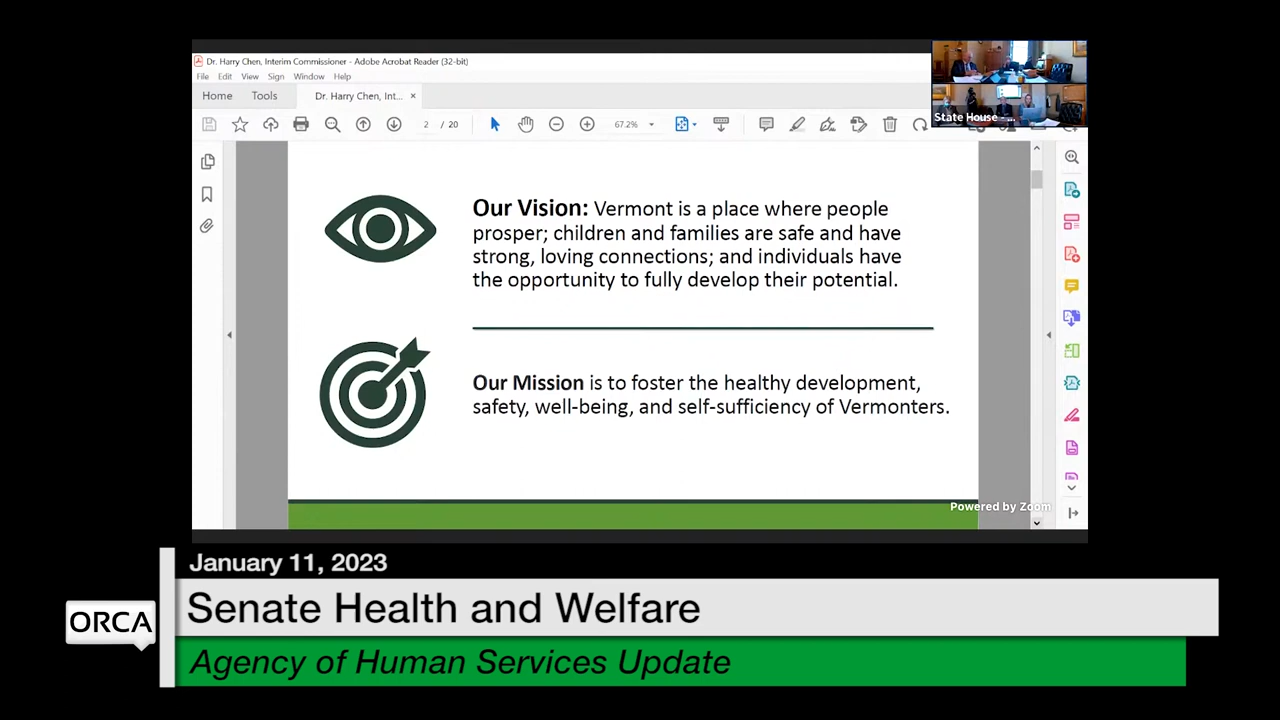 Dr. Harry Chen, Interim Commissioner - Adobe Acrobat Reader (32-bit)
File Edit View Sign Window Help
Home Tools Dr. Harry Chen, Int... ×
2 / 20 67.2%
State House - ...
Our Vision: Vermont is a place where people
prosper; children and families are safe and have
strong, loving connections; and individuals have
the opportunity to fully develop their potential.
Our Mission is to foster the healthy development,
safety, well-being, and self-sufficiency of Vermonters.
Powered by Zoom
January 11, 2023
Senate Health and Welfare
ORCA
Agency of Human Services Update